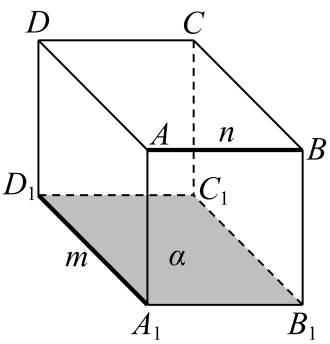 D C
A n B
D₁ C₁
m α
A₁ B₁